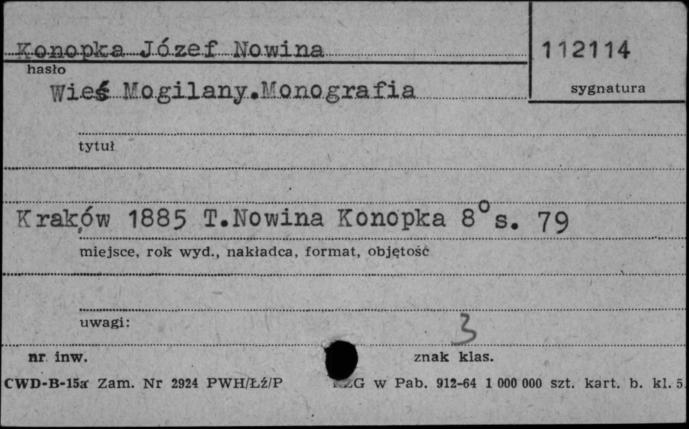 Konopka Józef Nowina
112114
hasło
sygnatura
Wieś Mogilany.Monografia
tytuł
Kraków 1885 T.Nowina Konopka 8° s. 79
miejsce, rok wyd., nakładca, format, objętość
uwagi:
3
nr inw.
znak klas.
CWD-B-15a Zam. Nr 2924 PWH/Łź/P w Pab. 912-64 1 000 000 szt. kart. b. kl. 5.